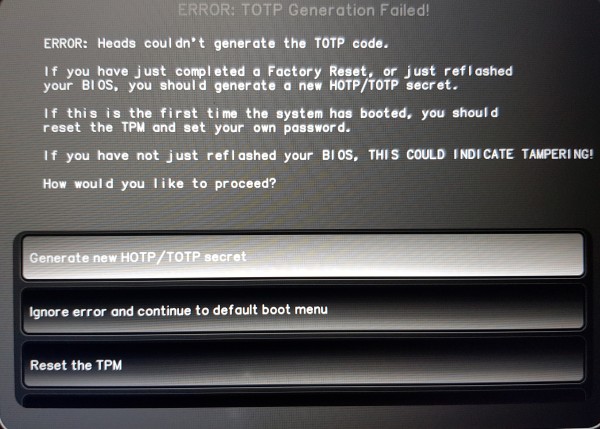 ERROR: TOTP Generation Failed!
ERROR: Heads couldn't generate the TOTP code.
If you have just completed a Factory Reset, or just reflashed
your BIOS, you should generate a new HOTP/TOTP secret.
If this is the first time the system has booted, you should
reset the TPM and set your own password.
If you have not just reflashed your BIOS, THIS COULD INDICATE TAMPERING!
How would you like to proceed?
Generate new HOTP/TOTP secret
Ignore error and continue to default boot menu
Reset the TPM